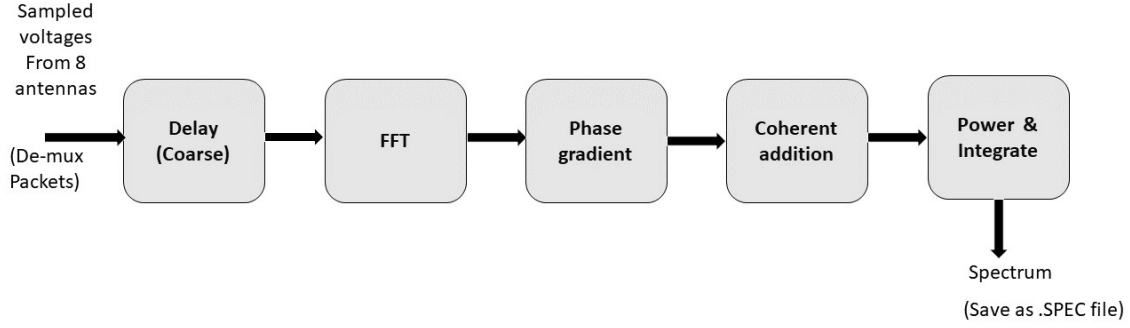 Sampled
voltages
From 8
antennas
(De-mux
Packets)
Delay
(Coarse)
FFT
Phase
gradient
Coherent
addition
Power &
Integrate
Spectrum
(Save as .SPEC file)